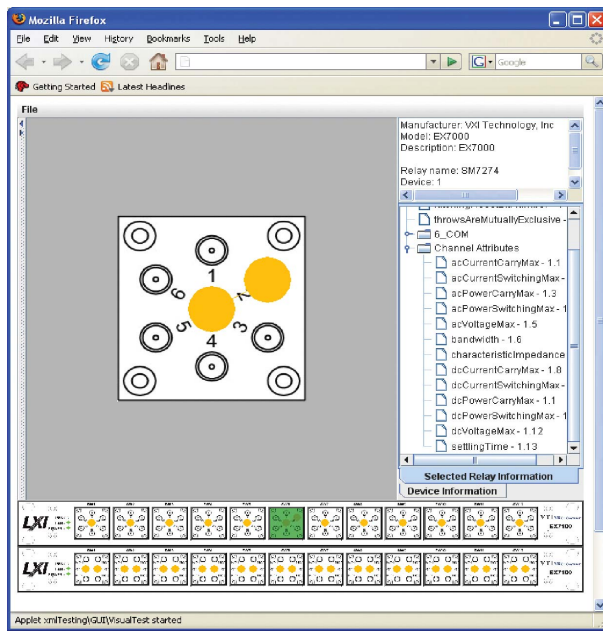 Mozilla Firefox
File Edit View History Bookmarks Tools Help
G Google
Getting Started Latest Headlines
File
Manufacturer: VXI Technology, Inc
Model: EX7000
Description: EX7000
Relay name: SM7274
Device: 1
throwsAreMutuallyExclusive -
6_COM
Channel Attributes
acCurrentCarryMax - 1.1
acCurrentSwitchingMax -
acPowerCarryMax - 1.3
acPowerSwitchingMax - 1
acVoltageMax - 1.5
bandwidth - 1.6
characteristicImpedance
dcCurrentCarryMax - 1.8
dcCurrentSwitchingMax -
dcPowerCarryMax - 1.1
dcPowerSwitchingMax - 1
dcVoltageMax - 1.12
settlingTime - 1.13
1
2
3
4
5
6
Selected Relay Information
Device Information
LXI
EX7100
LXI
EX7100
Applet xmlTesting\GUI\VisualTest started